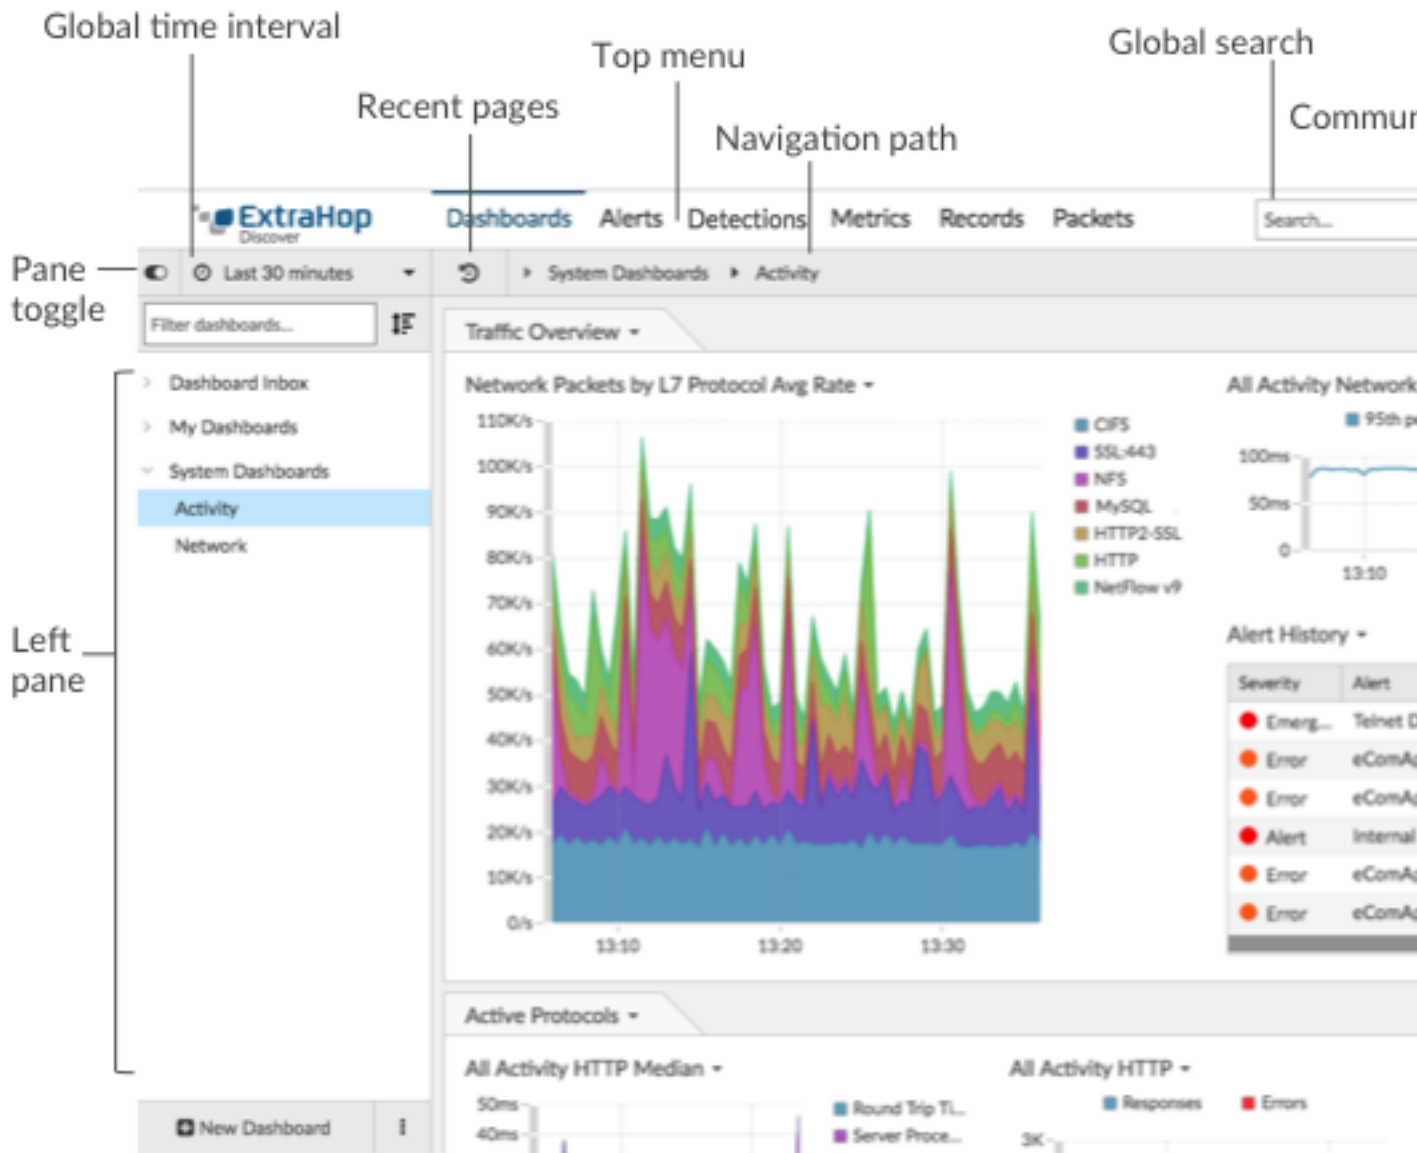 Global time interval
Top menu
Global search
Recent pages
Navigation path
ExtraHop
Discover
Dashboards Alerts Detections Metrics Records Packets
Search...
Pane
toggle
Last 30 minutes
System Dashboards Activity
Filter dashboards...
Traffic Overview
Dashboard Inbox
My Dashboards
System Dashboards
Activity
Network
Left
pane
New Dashboard
Network Packets by L7 Protocol Avg Rate
110K/s
100K/s
90K/s
80K/s
70K/s
60K/s
50K/s
40K/s
30K/s
20K/s
10K/s
0/s
13:10 13:20 13:30
CIFS
SSL:443
NFS
MySQL
HTTP2-SSL
HTTP
NetFlow v9
All Activity Network
95th
100ms
50ms
0
13:10
Alert History
Severity Alert
Emerg... Telnet
Error
Error
Alert Internal
Error
Error
Active Protocols
All Activity HTTP Median
50ms
40ms
Round Trip Ti...
Server Proce...
All Activity HTTP
Responses Errors
3K